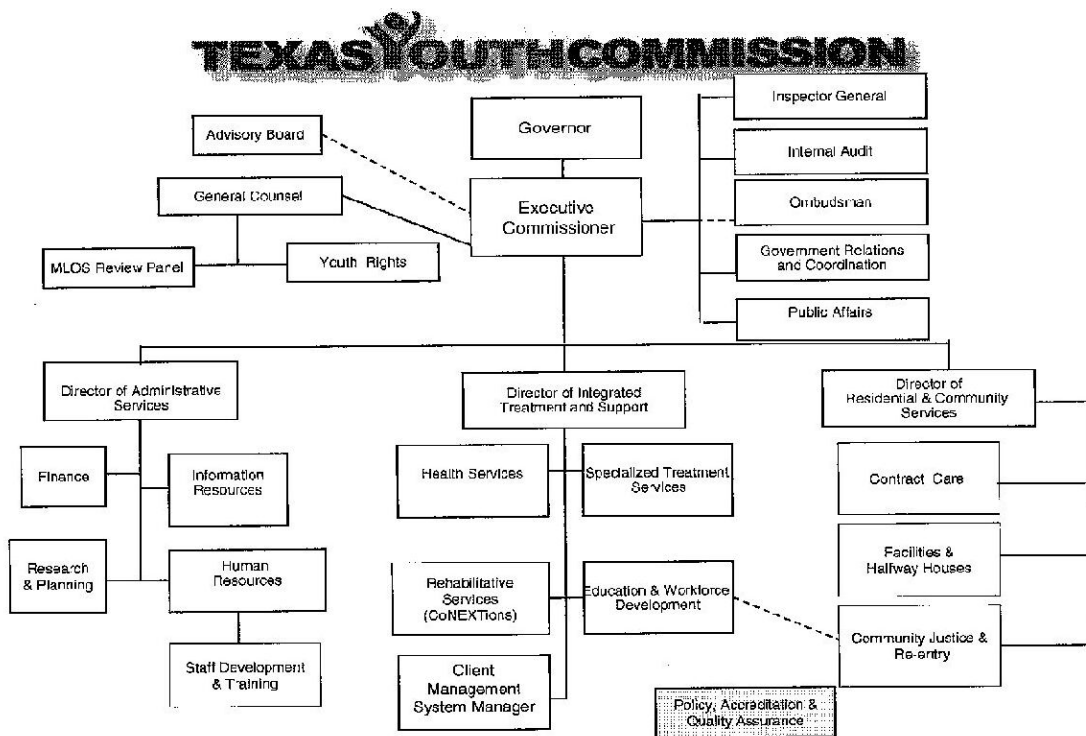 TEXAS YOUTH COMMISSION
Advisory Board
Governor
Inspector General
Internal Audit
General Counsel
Executive
Commissioner
Ombudsman
MLOS Review Panel
Youth Rights
Government Relations
and Coordination
Public Affairs
Director of Administrative
Services
Director of Integrated
Treatment and Support
Director of
Residential & Community
Services
Finance
Information
Resources
Health Services
Specialized Treatment
Services
Contract Care
Research
& Planning
Human
Resources
Rehabilitative
Services
(CoNEXTions)
Education & Workforce
Development
Facilities &
Halfway Houses
Staff Development
& Training
Client
Management
System Manager
Community Justice &
Re-entry
Policy, Accreditation &
Quality Assurance